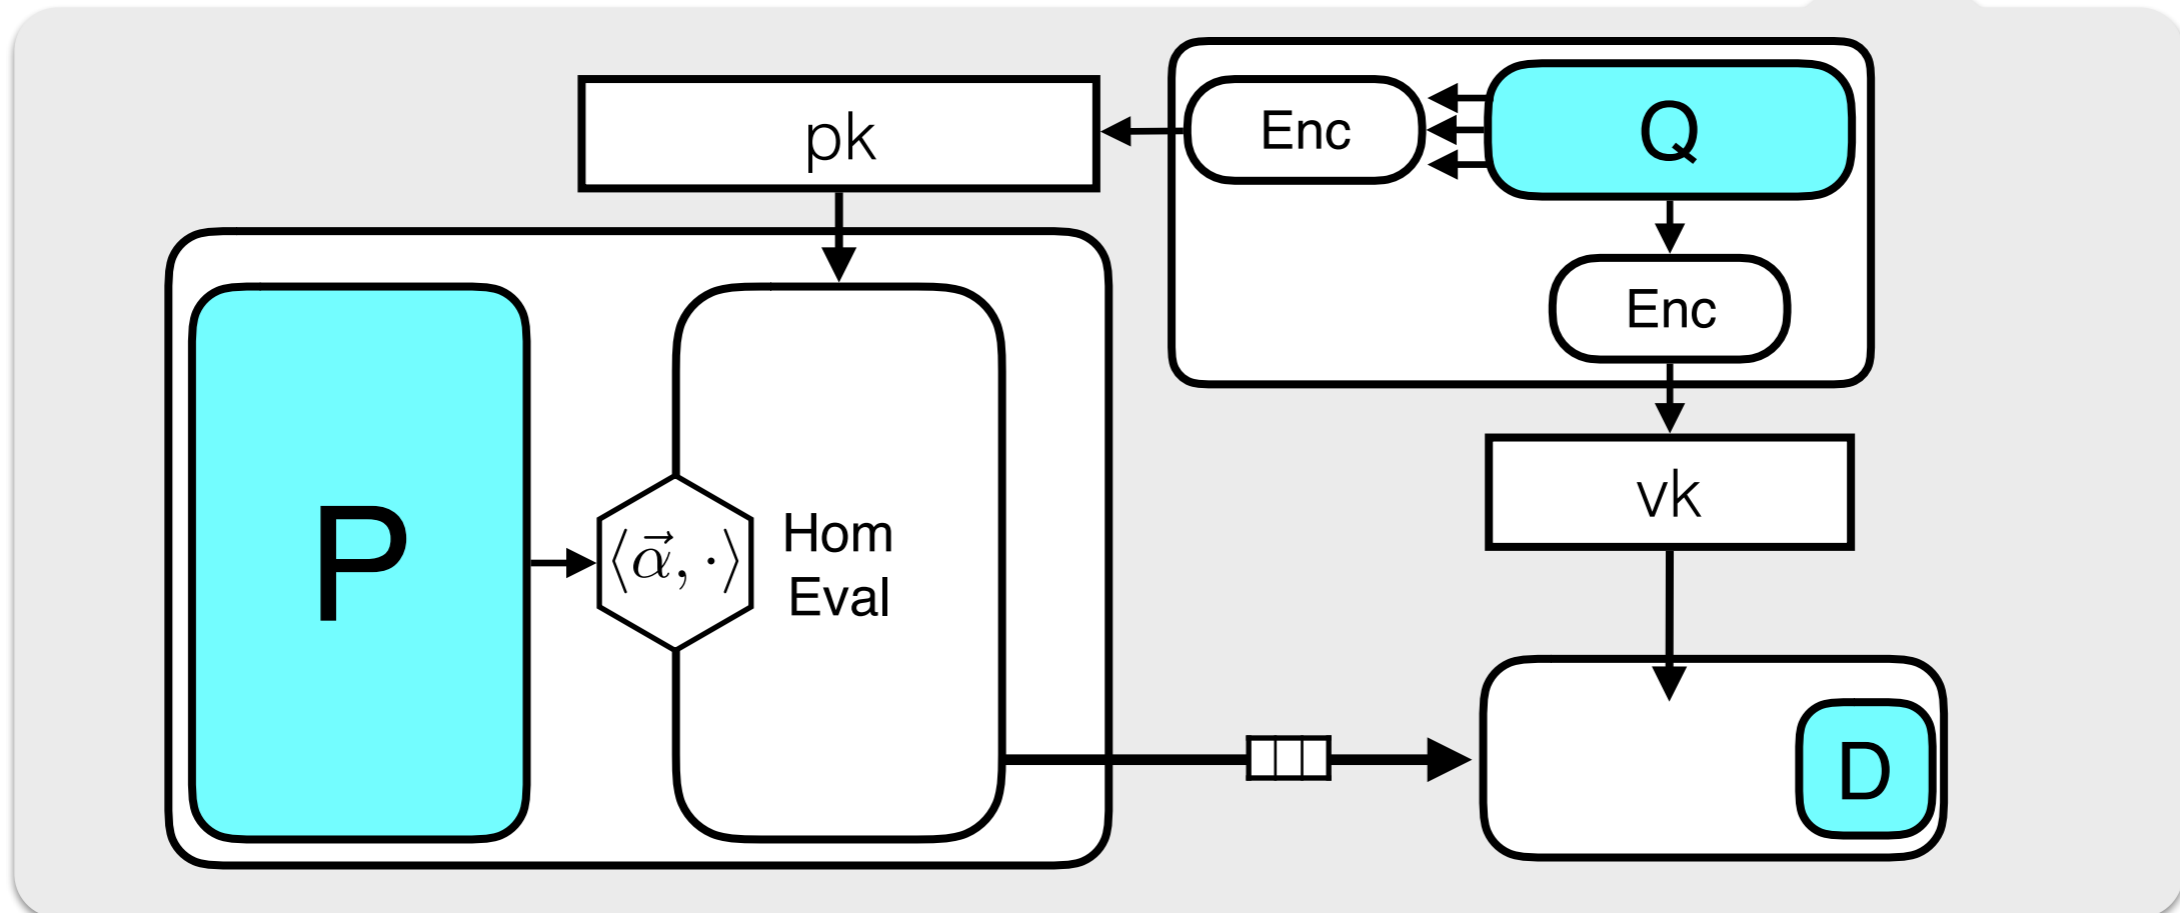 pk
Enc
Q
Enc
vk
P
⟨α⃗, ·⟩
Hom
Eval
D